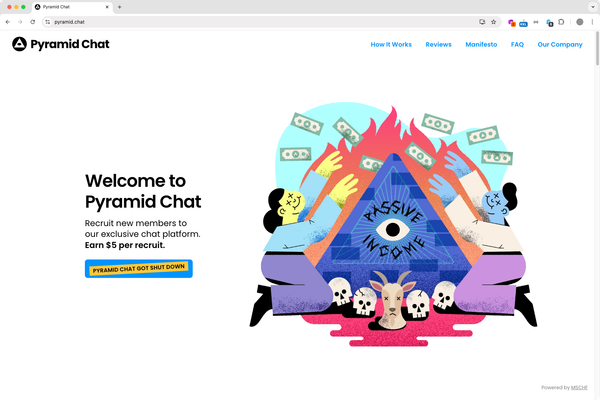 Pyramid Chat
pyramid.chat
Pyramid Chat
How It Works
Reviews
Manifesto
FAQ
Our Company
Welcome to
Pyramid Chat
Recruit new members to
our exclusive chat platform.
Earn $5 per recruit.
PYRAMID CHAT GOT SHUT DOWN
PASSIVE
INCOME
Powered by MSCHF